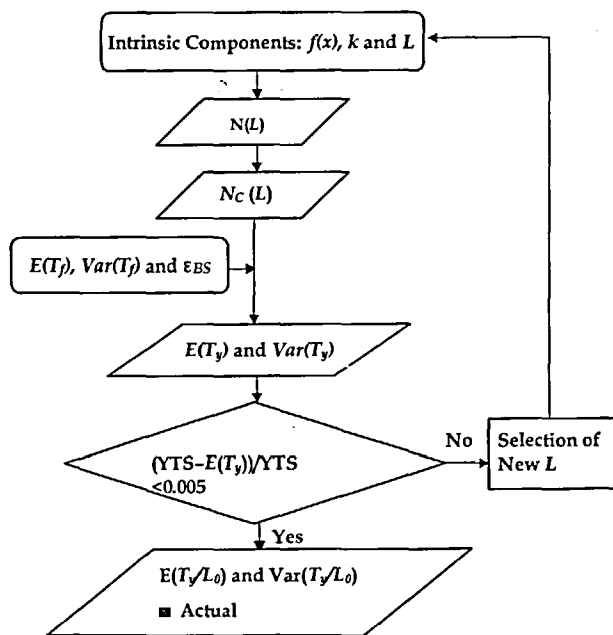 Intrinsic Components: f(x), k and L
N(L)
N_C (L)
E(T_f), Var(T_f) and ε_BS
E(T_y) and Var(T_y)
(YTS–E(T_y))/YTS
<0.005
No
Selection of
New L
Yes
E(T_y/L_0) and Var(T_y/L_0)
■ Actual